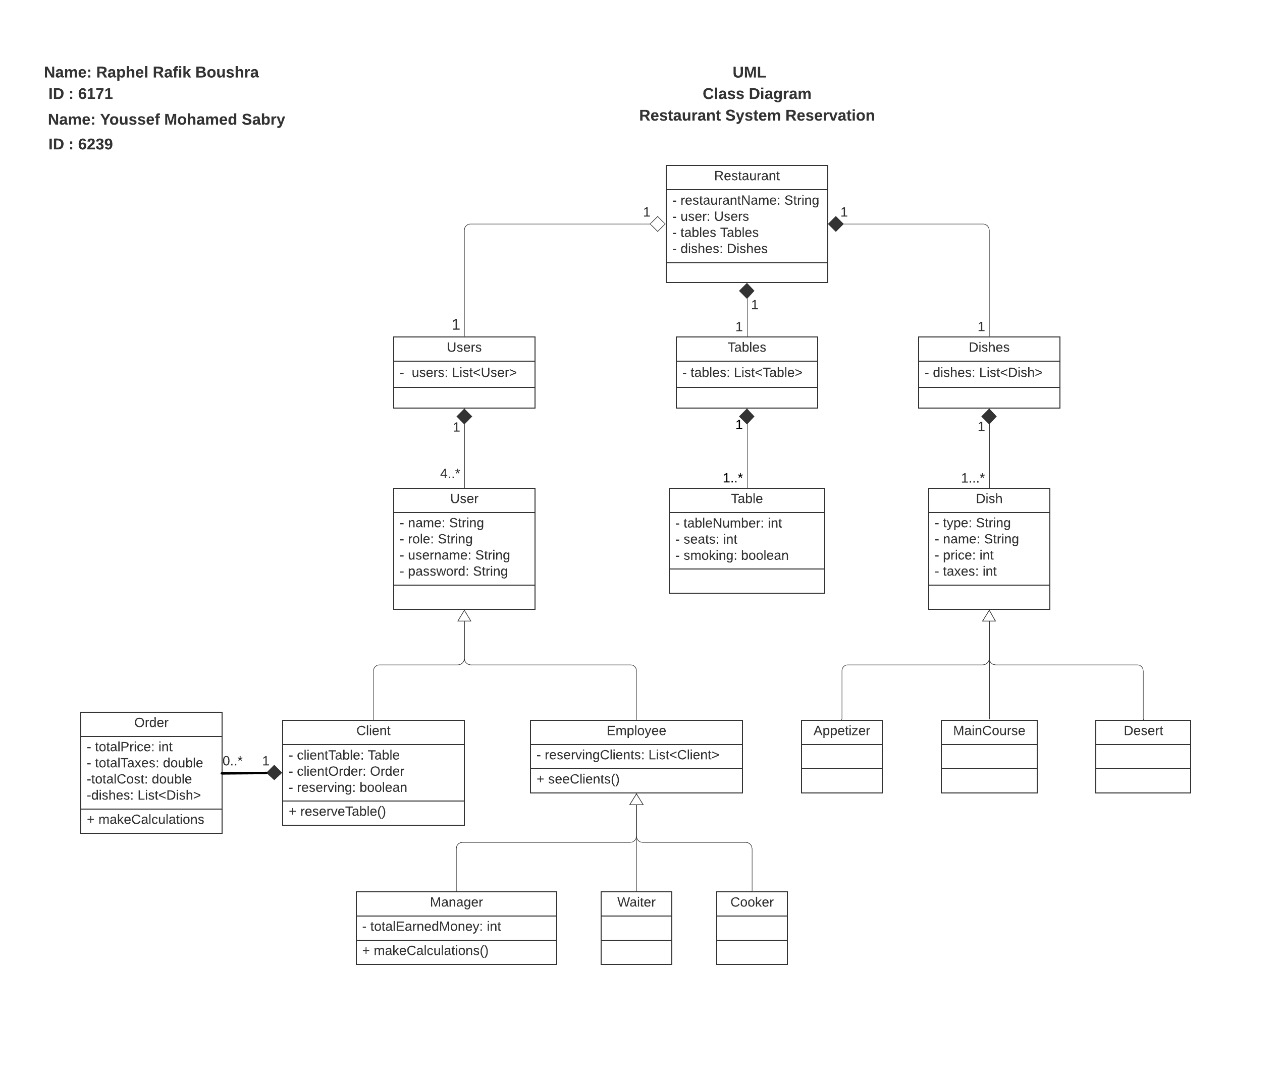 Name: Raphel Rafik Boushra
ID : 6171
Name: Youssef Mohamed Sabry
ID : 6239
UML
Class Diagram
Restaurant System Reservation
Restaurant
- restaurantName: String
- user: Users
- tables Tables
- dishes: Dishes
1
1
1
1
1
1
Users
-  users: List<User>
Tables
- tables: List<Table>
Dishes
- dishes: List<Dish>
1
1
1
4..*
1..*
1...*
User
- name: String
- role: String
- username: String
- password: String
Table
- tableNumber: int
- seats: int
- smoking: boolean
Dish
- type: String
- name: String
- price: int
- taxes: int
Order
- totalPrice: int
- totalTaxes: double
-totalCost: double
-dishes: List<Dish>
+ makeCalculations
0..*
1
Client
- clientTable: Table
- clientOrder: Order
- reserving: boolean
+ reserveTable()
Employee
- reservingClients: List<Client>
+ seeClients()
Appetizer
MainCourse
Desert
Manager
- totalEarnedMoney: int
+ makeCalculations()
Waiter
Cooker